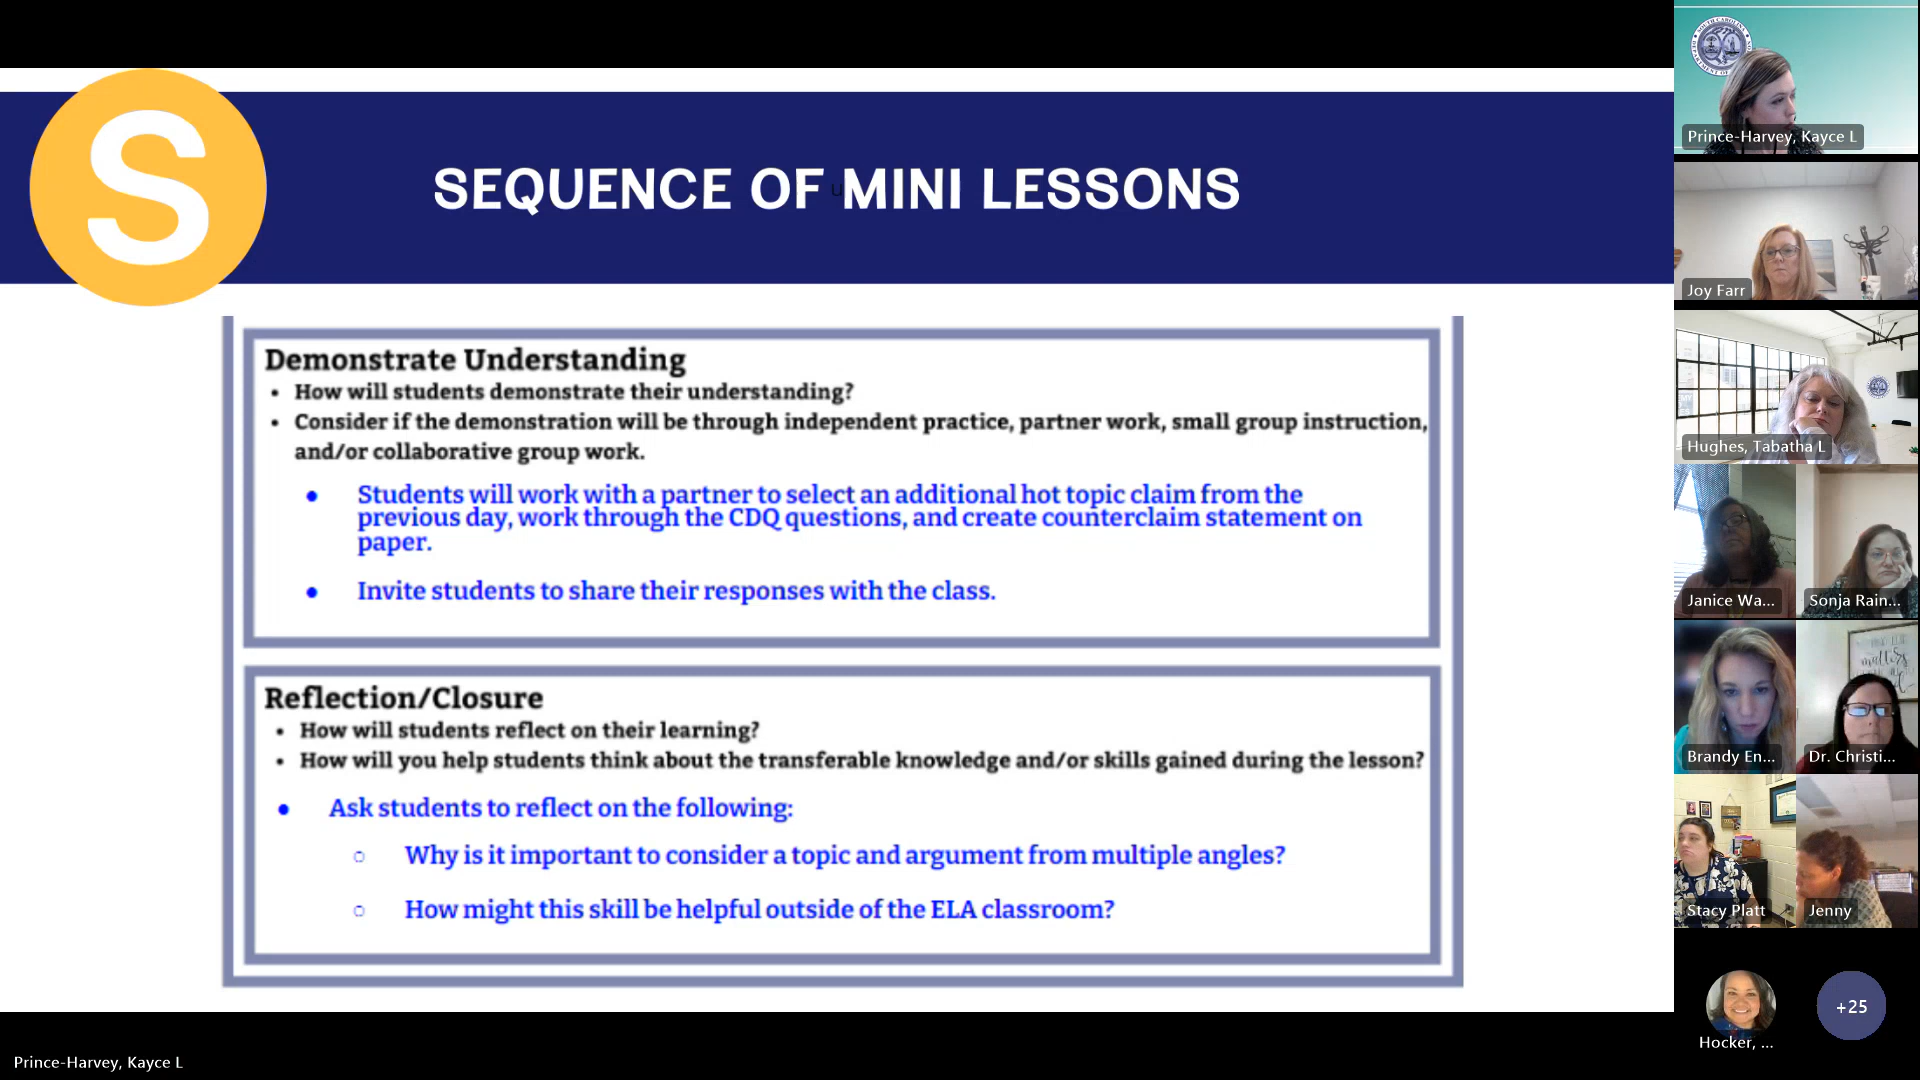 S
SEQUENCE OF MINI LESSONS
Demonstrate Understanding
• How will students demonstrate their understanding?
• Consider if the demonstration will be through independent practice, partner work, small group instruction,
and/or collaborative group work.
● Students will work with a partner to select an additional hot topic claim from the
previous day, work through the CDQ questions, and create counterclaim statement on
paper.
● Invite students to share their responses with the class.
Reflection/Closure
• How will students reflect on their learning?
• How will you help students think about the transferable knowledge and/or skills gained during the lesson?
● Ask students to reflect on the following:
○ Why is it important to consider a topic and argument from multiple angles?
○ How might this skill be helpful outside of the ELA classroom?
Prince-Harvey, Kayce L
Joy Farr
Hughes, Tabatha L
Janice Wa...
Sonja Rain...
matters
Brandy En...
Dr. Christi...
Stacy Platt
Jenny
Hocker, ...
+25
Prince-Harvey, Kayce L